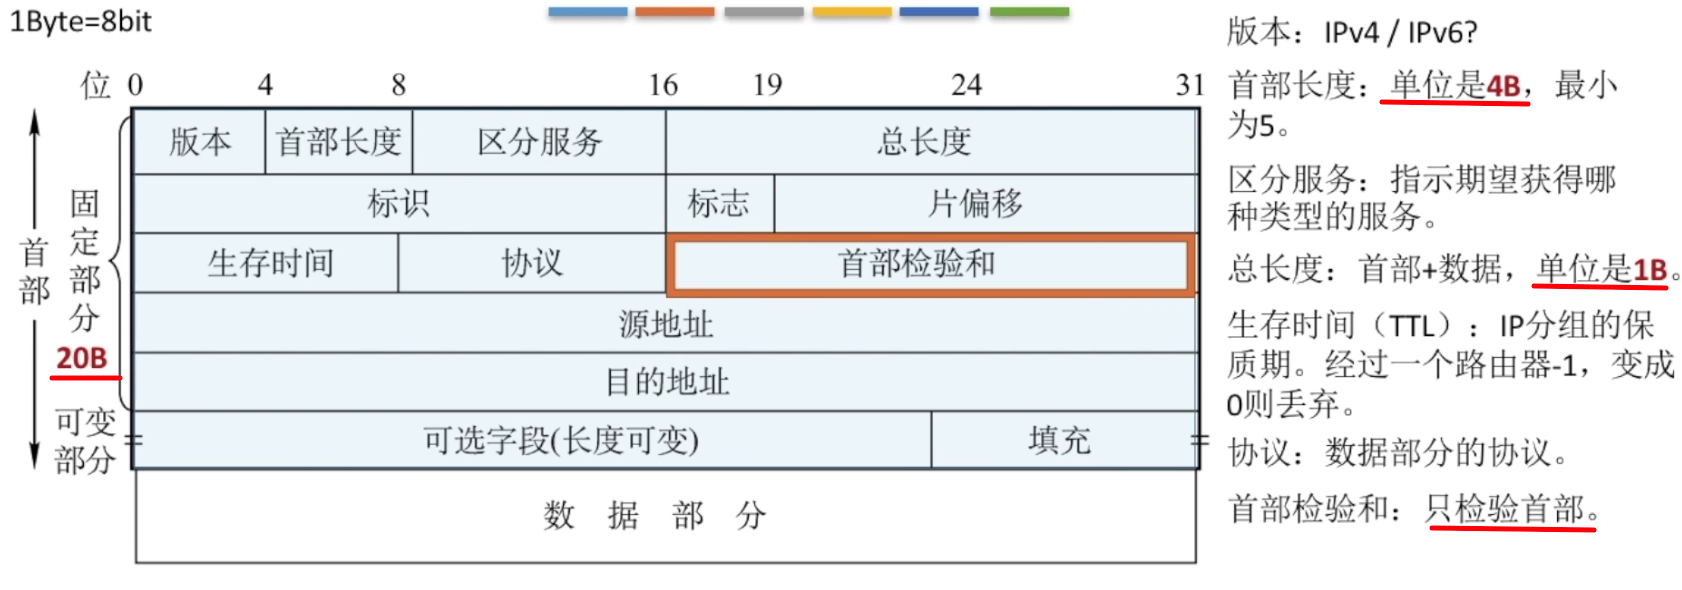 1Byte=8bit
位 0 4 8 16 19 24 31
版本 首部长度 区分服务 总长度
标识 标志 片偏移
生存时间 协议 首部检验和
源地址
目的地址
可选字段(长度可变) 填充
数据部分
首部
固定部分
20B
可变
部分
版本：IPv4 / IPv6?
首部长度：单位是4B，最小
为5。
区分服务：指示期望获得哪
种类型的服务。
总长度：首部+数据，单位是1B。
生存时间（TTL）：IP分组的保
质期。经过一个路由器-1，变成
0则丢弃。
协议：数据部分的协议。
首部检验和：只检验首部。